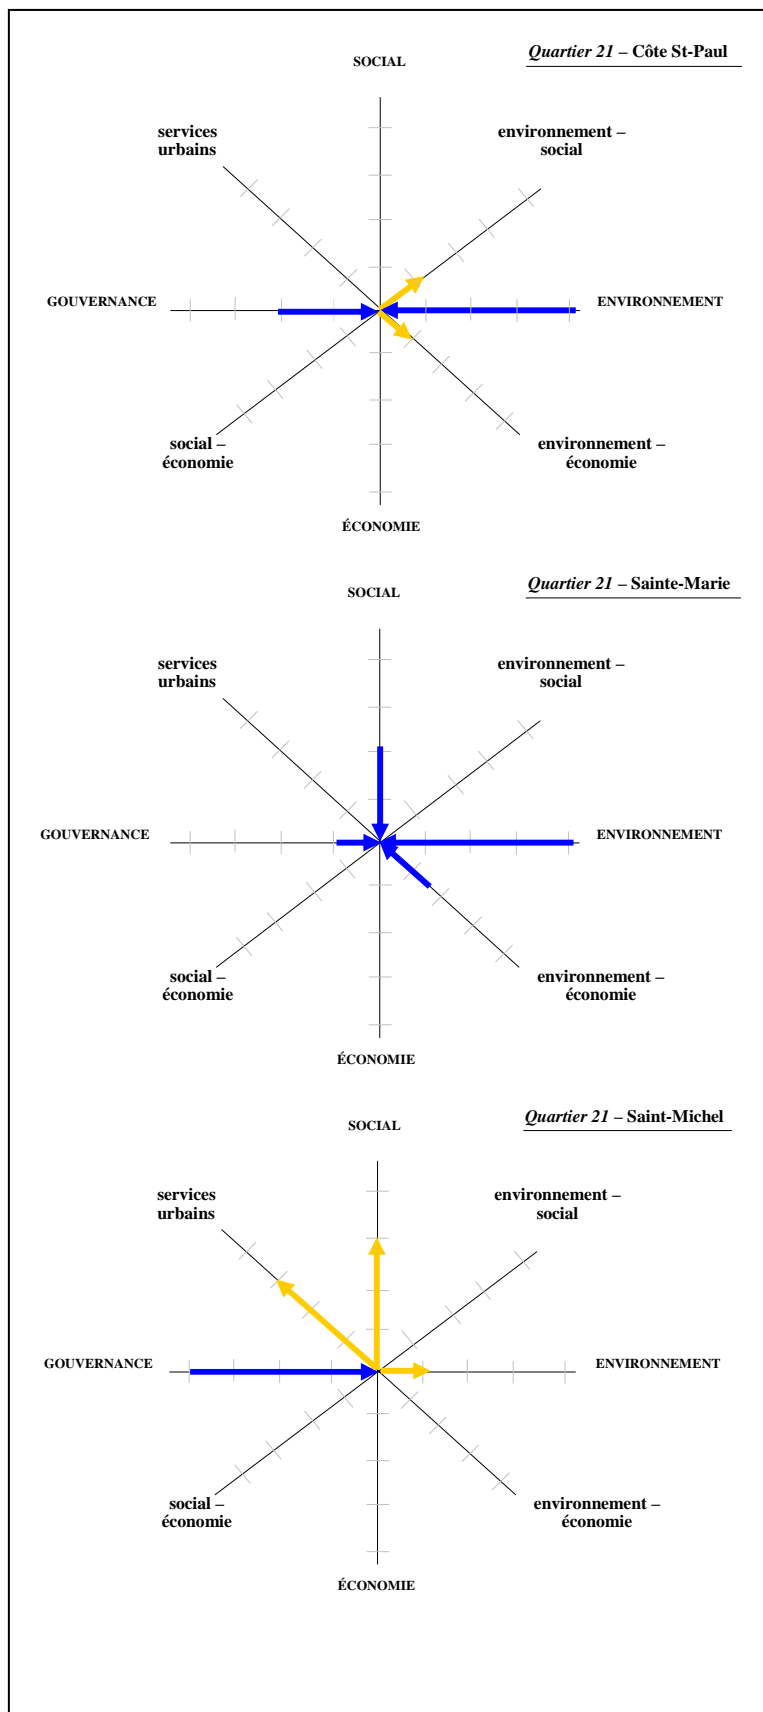 Quartier 21 – Côte St-Paul
SOCIAL
services
urbains
environnement –
social
GOUVERNANCE
ENVIRONNEMENT
social –
économie
environnement –
économie
ÉCONOMIE
Quartier 21 – Sainte-Marie
SOCIAL
services
urbains
environnement –
social
GOUVERNANCE
ENVIRONNEMENT
social –
économie
environnement –
économie
ÉCONOMIE
Quartier 21 – Saint-Michel
SOCIAL
services
urbains
environnement –
social
GOUVERNANCE
ENVIRONNEMENT
social –
économie
environnement –
économie
ÉCONOMIE